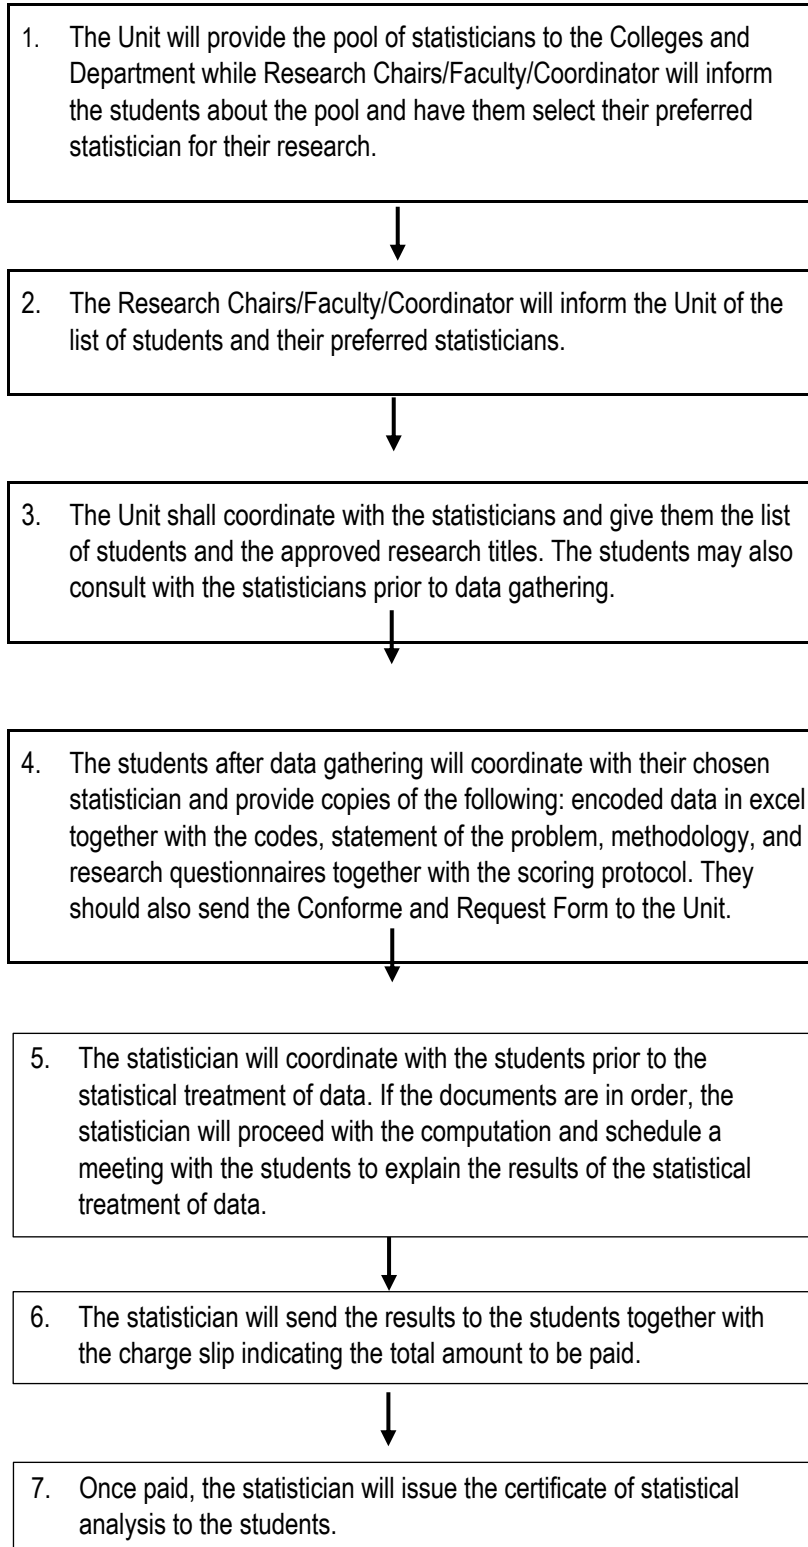 1. The Unit will provide the pool of statisticians to the Colleges and
Department while Research Chairs/Faculty/Coordinator will inform
the students about the pool and have them select their preferred
statistician for their research.
2. The Research Chairs/Faculty/Coordinator will inform the Unit of the
list of students and their preferred statisticians.
3. The Unit shall coordinate with the statisticians and give them the list
of students and the approved research titles. The students may also
consult with the statisticians prior to data gathering.
4. The students after data gathering will coordinate with their chosen
statistician and provide copies of the following: encoded data in excel
together with the codes, statement of the problem, methodology, and
research questionnaires together with the scoring protocol. They
should also send the Conforme and Request Form to the Unit.
5. The statistician will coordinate with the students prior to the
statistical treatment of data. If the documents are in order, the
statistician will proceed with the computation and schedule a
meeting with the students to explain the results of the statistical
treatment of data.
6. The statistician will send the results to the students together with
the charge slip indicating the total amount to be paid.
7. Once paid, the statistician will issue the certificate of statistical
analysis to the students.